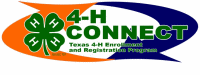 4-H
CONNECT
Texas 4-H Enrollment
and Registration Program